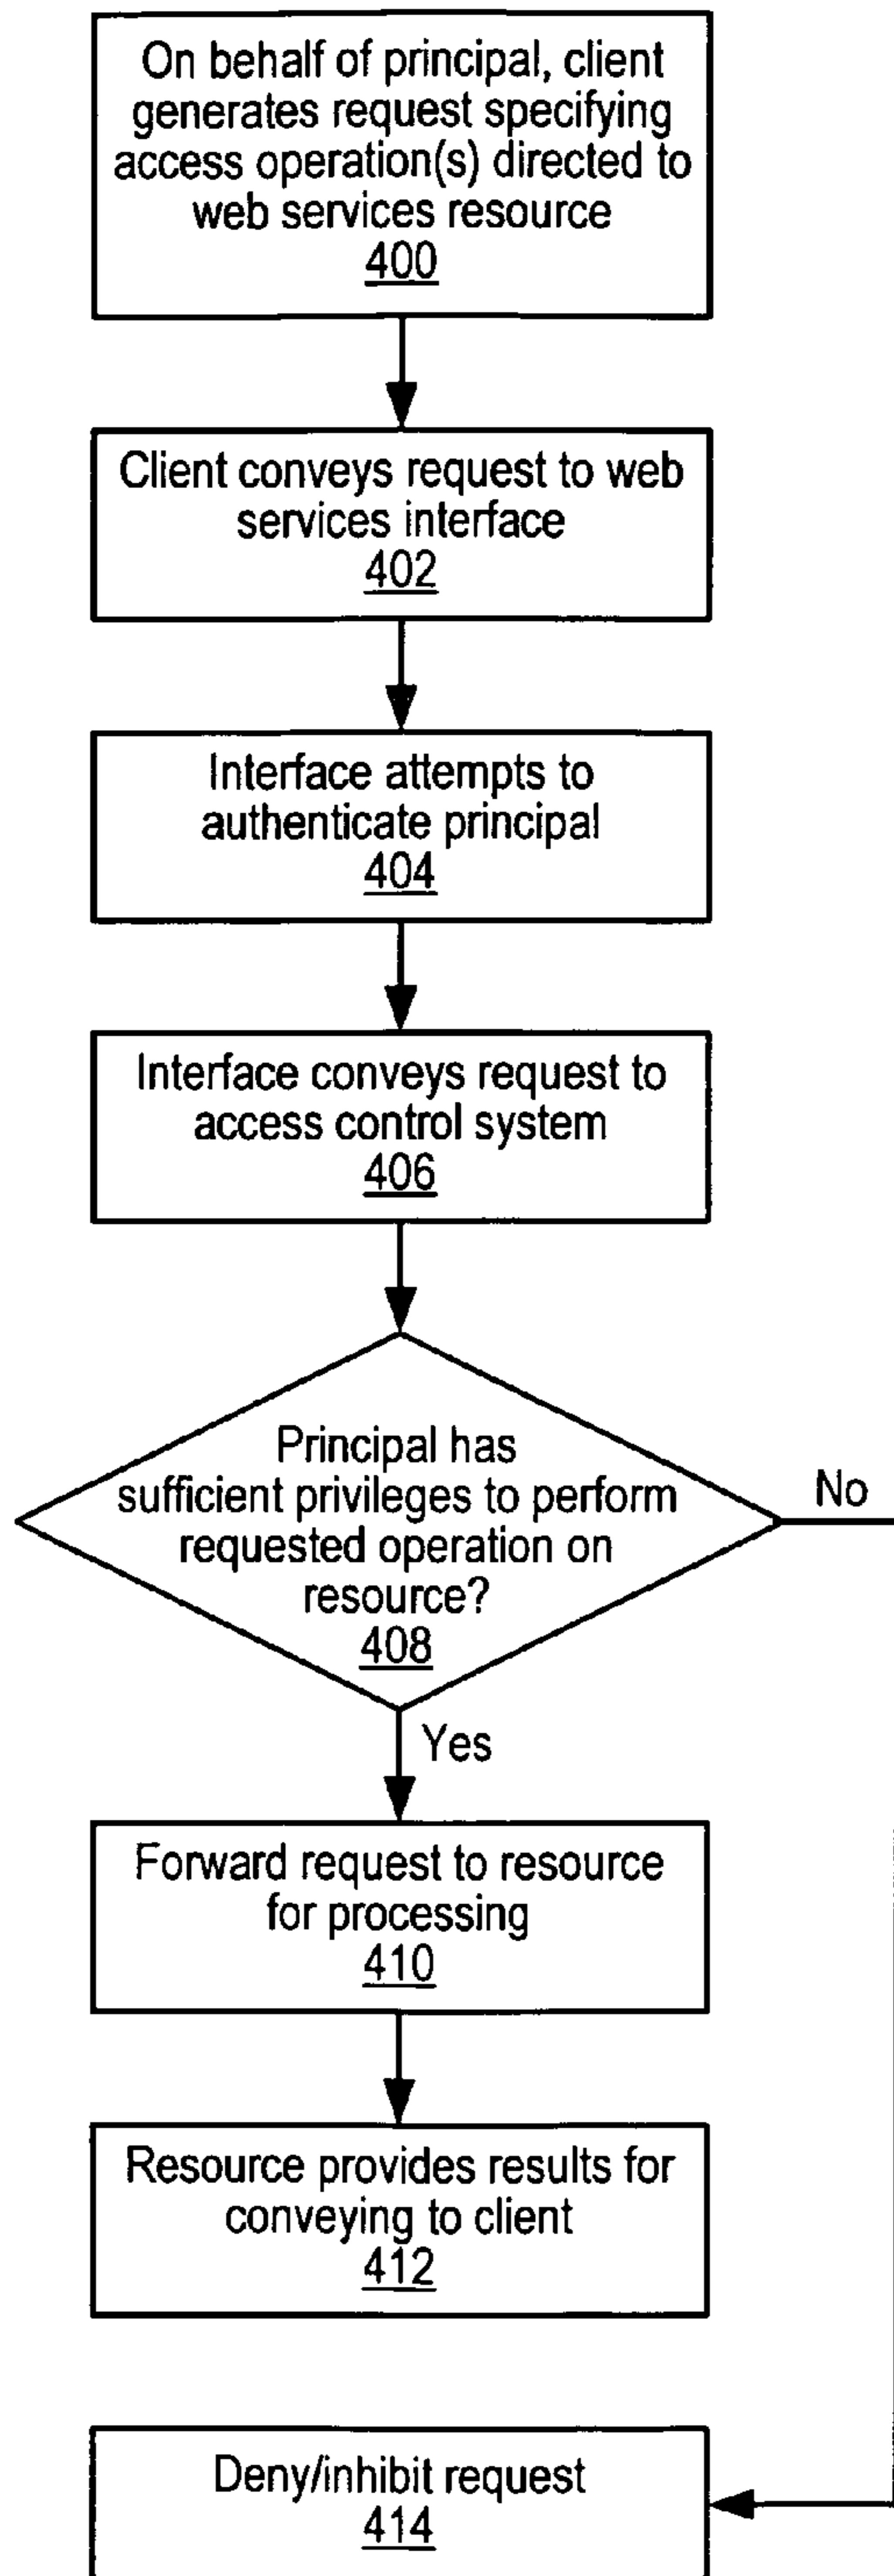 On behalf of principal, client
generates request specifying
access operation(s) directed to
web services resource
400
Client conveys request to web
services interface
402
Interface attempts to
authenticate principal
404
Interface conveys request to
access control system
406
Principal has
sufficient privileges to perform
requested operation on
resource?
408
No
Yes
Forward request to resource
for processing
410
Resource provides results for
conveying to client
412
Deny/inhibit request
414